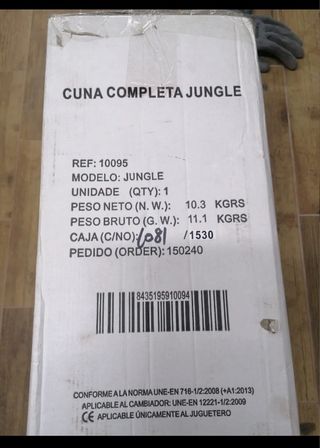 CUNA COMPLETA JUNGLE
REF: 10095
MODELO: JUNGLE
UNIDADE (QTY): 1
PESO NETO (N. W.): 10.3 KGRS
PESO BRUTO (G. W.): 11.1 KGRS
CAJA (C/NO): 1081 /1530
PEDIDO (ORDER): 150240
8435195910094
CONFORME A LA NORMA UNE-EN 716-1/2:2008 (+A1:2013)
APLICABLE AL CAMBIADOR: UNE-EN 12221-1/2:2009
CE APLICABLE ÚNICAMENTE AL JUGUETERO